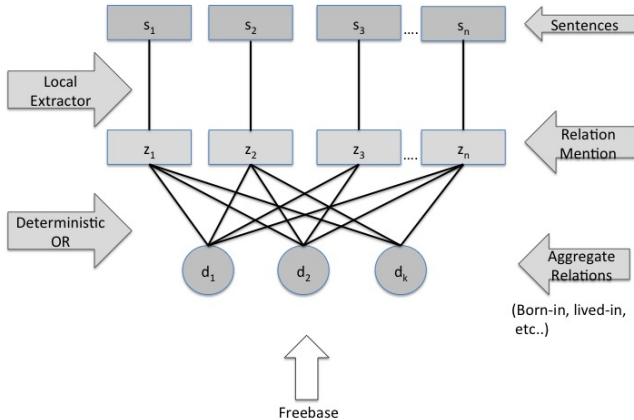 s1 s2 s3 .... sn
Sentences
Local
Extractor
z1 z2 z3 .... zn
Relation
Mention
Deterministic
OR
d1 d2 dk
Aggregate
Relations
(Born-in, lived-in,
etc..)
Freebase